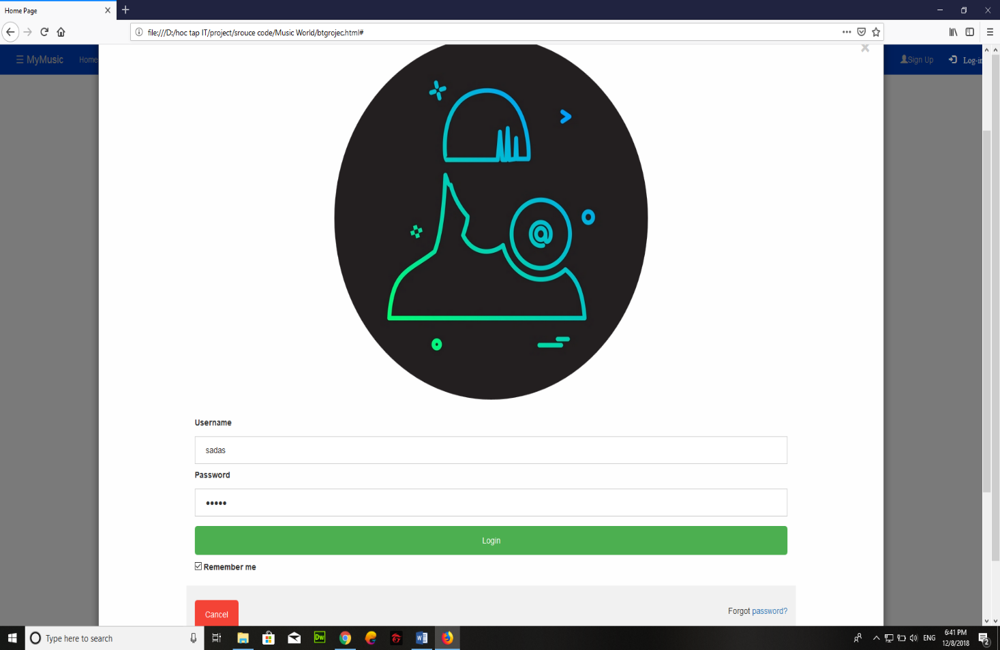 Home Page
file:///D:/hoc tap IT/project/srouce code/Music World/btgrojec.html#
☰ MyMusic Home Sign Up Log-in
@
Username
sadas
Password
•••••
Login
Remember me
Cancel Forgot password?
Type here to search Dw W ENG 6:41 PM
12/8/2018 2